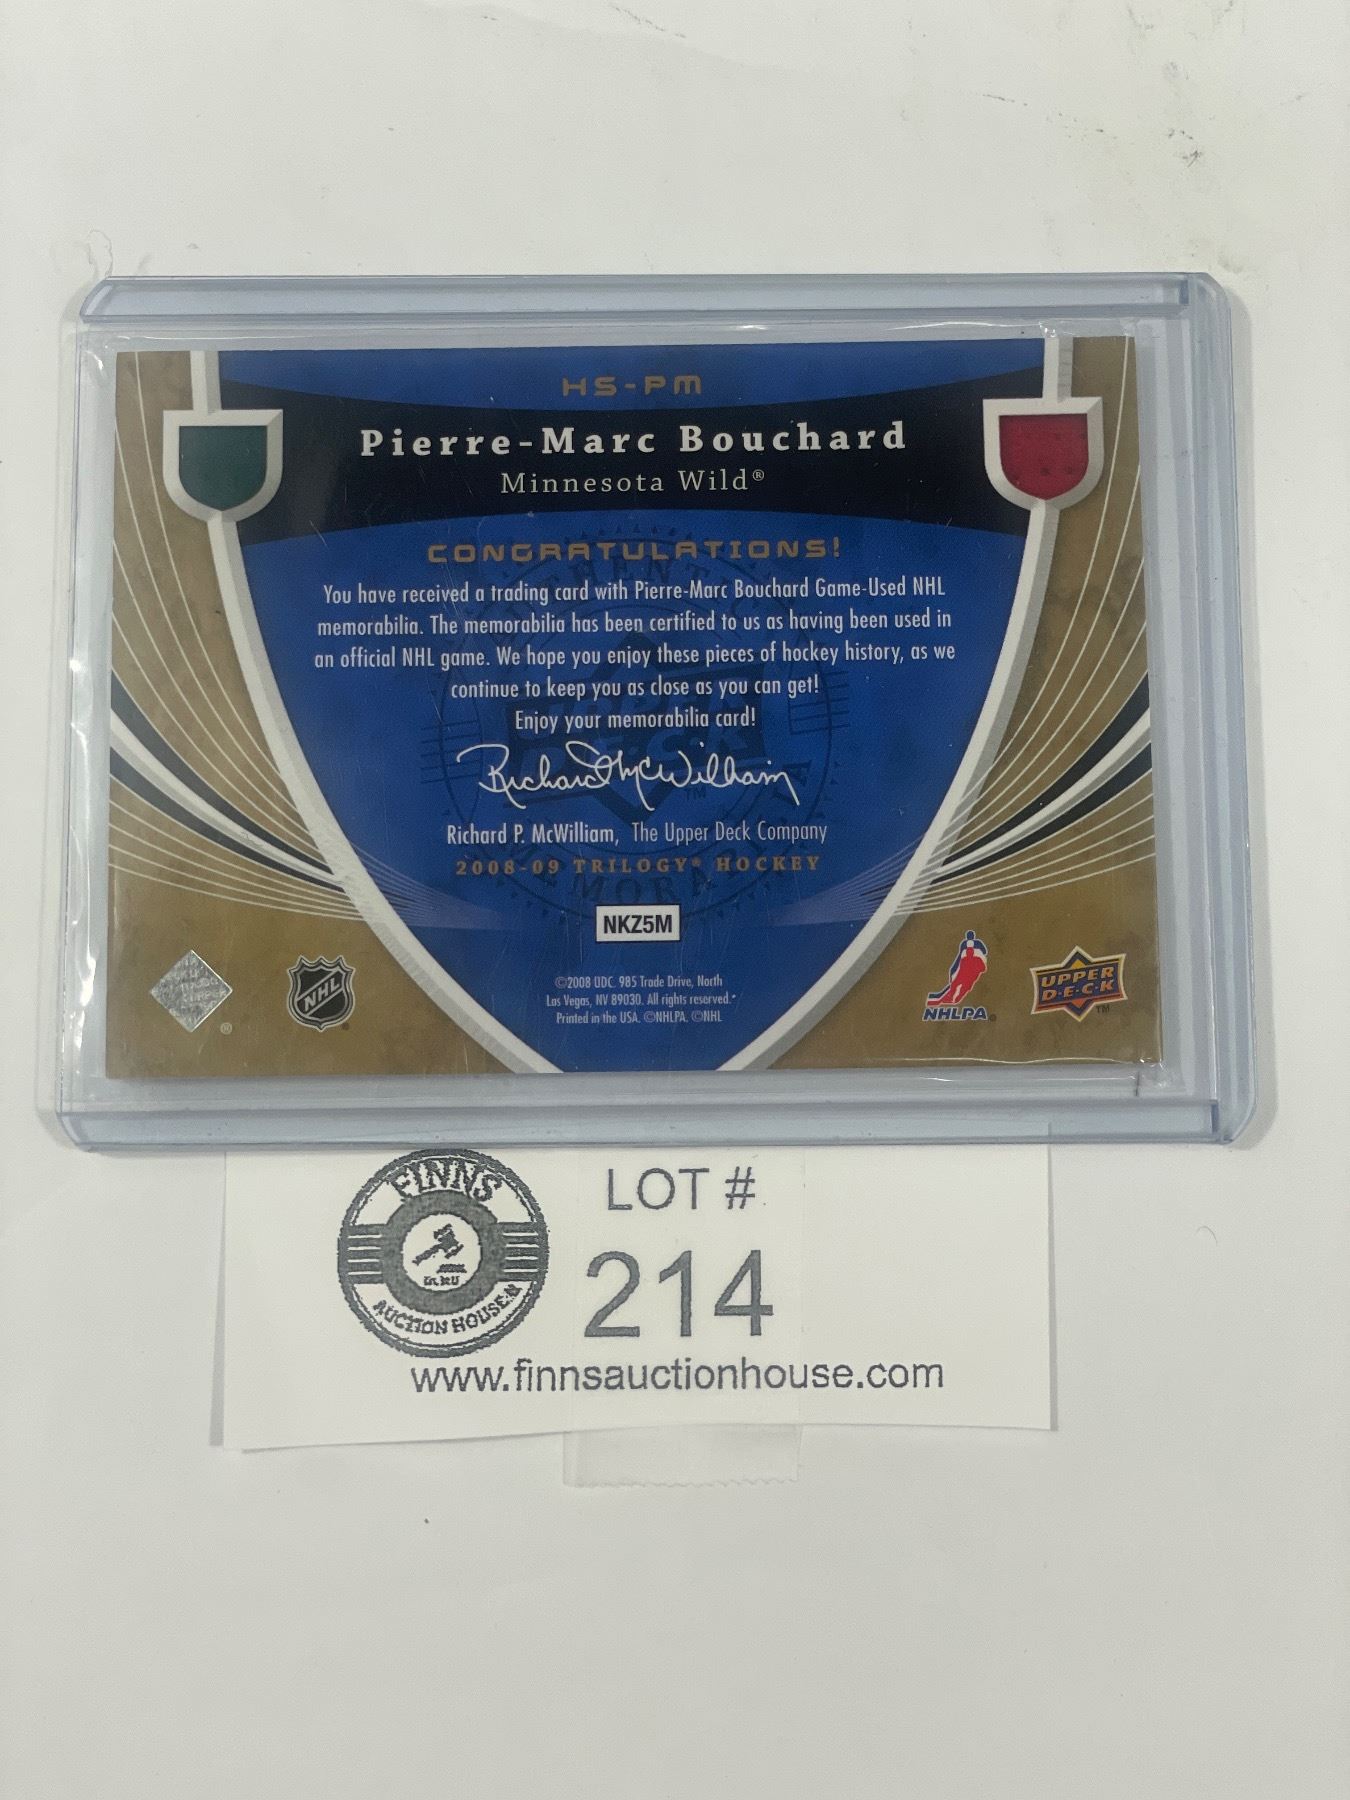 HS-PM
Pierre-Marc Bouchard
Minnesota Wild®
CONGRATULATIONS!
You have received a trading card with Pierre-Marc Bouchard Game-Used NHL
memorabilia. The memorabilia has been certified to us as having been used in
an official NHL game. We hope you enjoy these pieces of hockey history, as we
continue to keep you as close as you can get!
Enjoy your memorabilia card!
Richard McWilliam
Richard P. McWilliam, The Upper Deck Company
2008-09 TRILOGY® HOCKEY
NKZ5M
©2008 UDC. 985 Trade Drive, North
Las Vegas, NV 89030. All rights reserved.
Printed in the USA. ©NHLPA. ©NHL
NHL
NHLPA
UPPER
D·E·C·K
FINNS
AUCTION HOUSE
LOT #
214
www.finnsauctionhouse.com